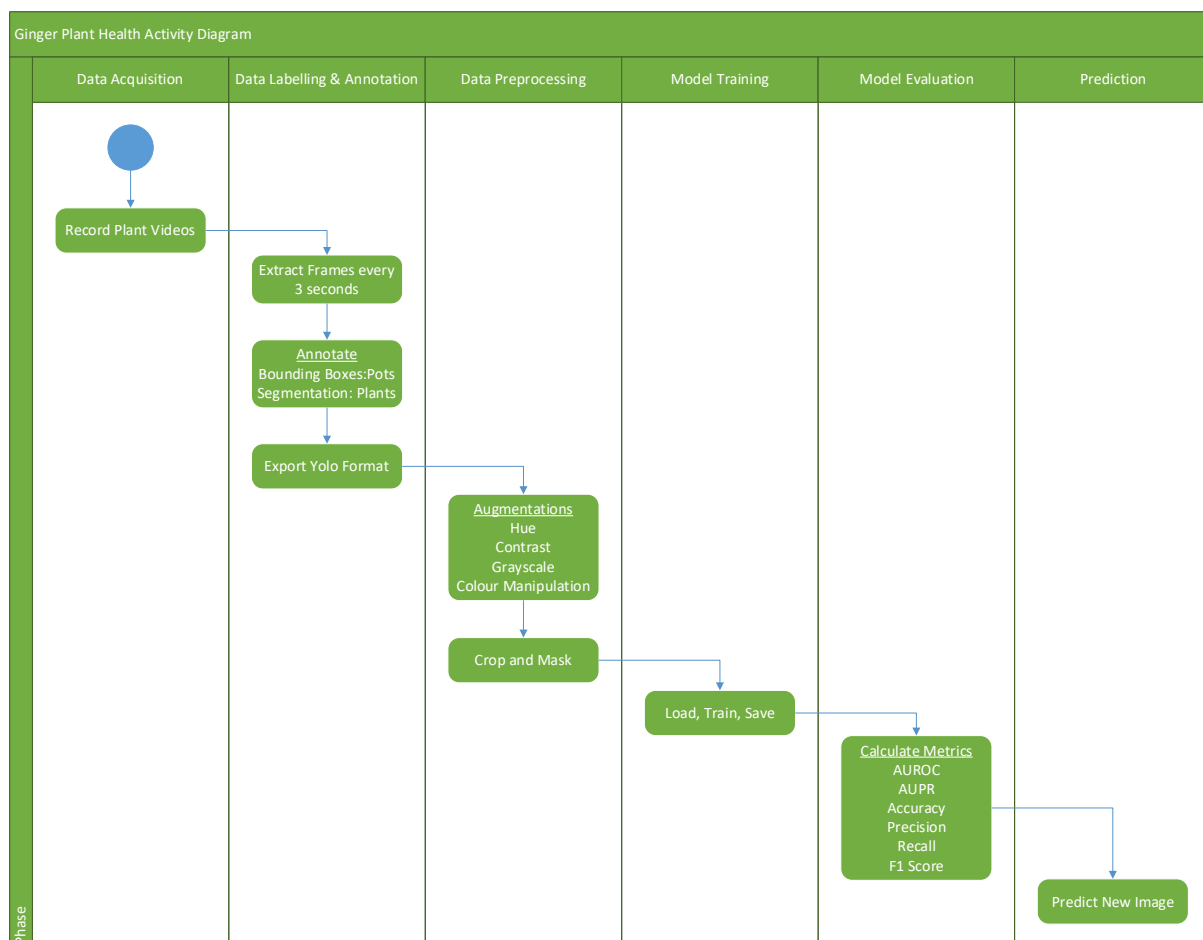 Ginger Plant Health Activity Diagram
Data Acquisition
Data Labelling & Annotation
Data Preprocessing
Model Training
Model Evaluation
Prediction
Record Plant Videos
Extract Frames every
3 seconds
Annotate
Bounding Boxes:Pots
Segmentation: Plants
Export Yolo Format
Augmentations
Hue
Contrast
Grayscale
Colour Manipulation
Crop and Mask
Load, Train, Save
Calculate Metrics
AUROC
AUPR
Accuracy
Precision
Recall
F1 Score
Predict New Image
Phase